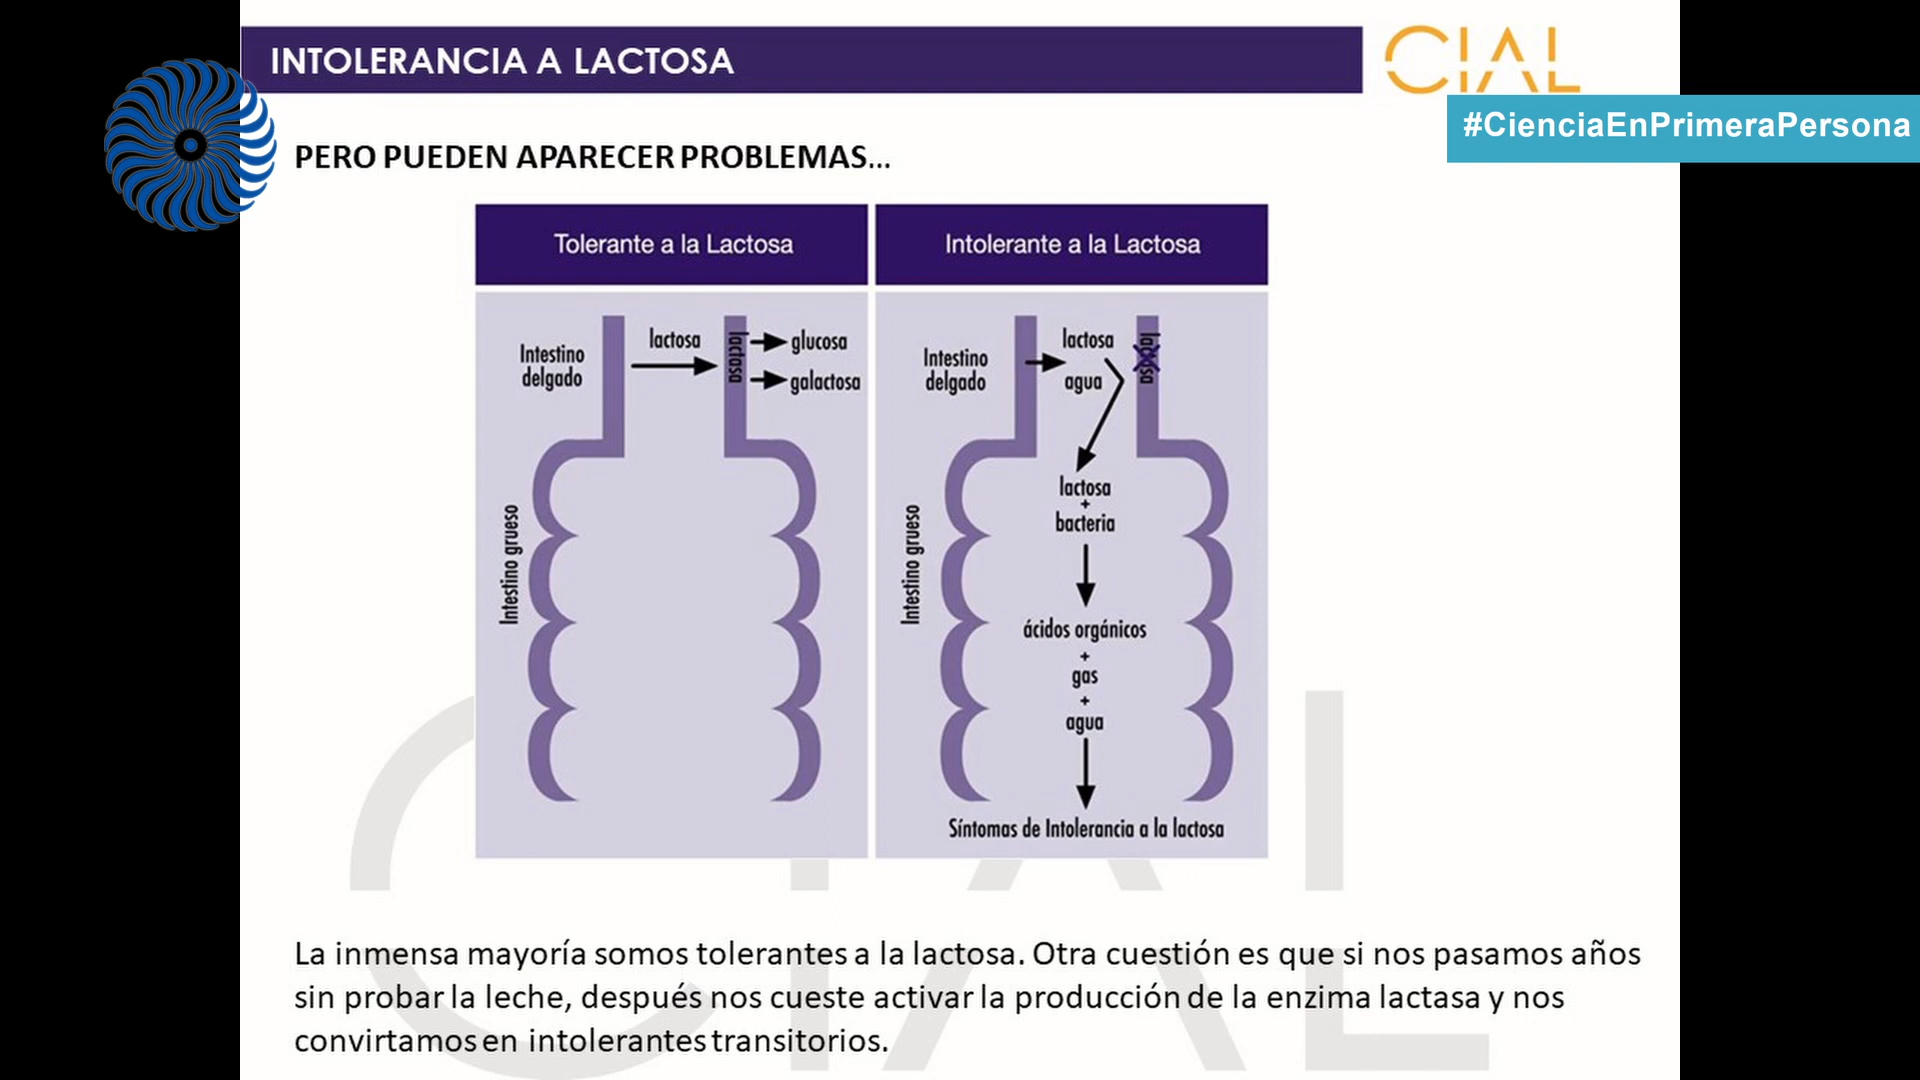 INTOLERANCIA A LACTOSA
CIAL
#CienciaEnPrimeraPersona
PERO PUEDEN APARECER PROBLEMAS...
Tolerante a la Lactosa
Intolerante a la Lactosa
Intestino
delgado
lactosa
lactasa
glucosa
galactosa
Intestino grueso
Intestino
delgado
lactosa
agua
lactasa
Intestino grueso
lactosa
+
bacteria
ácidos orgánicos
+
gas
+
agua
Síntomas de Intolerancia a la lactosa
La inmensa mayoría somos tolerantes a la lactosa. Otra cuestión es que si nos pasamos años
sin probar la leche, después nos cueste activar la producción de la enzima lactasa y nos
convirtamos en intolerantes transitorios.
CIAL